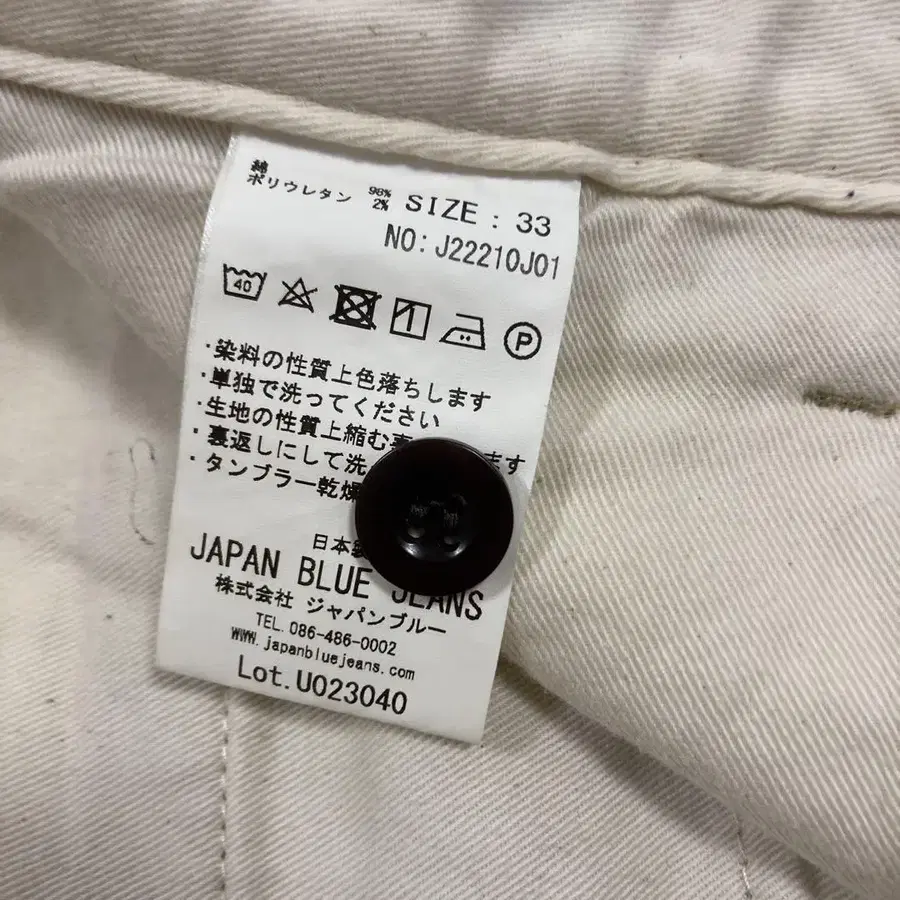 綿 98%
ポリウレタン 2%
SIZE : 33
NO: J22210J01
40
P
・染料の性質上色落ちします
・単独で洗ってください
・生地の性質上縮む ます
・裏返しにして洗
・タンブラー乾燥
日本製
JAPAN BLUE JEANS
株式会社 ジャパンブルー
TEL. 086-486-0002
www.japanbluejeans.com
Lot.U023040